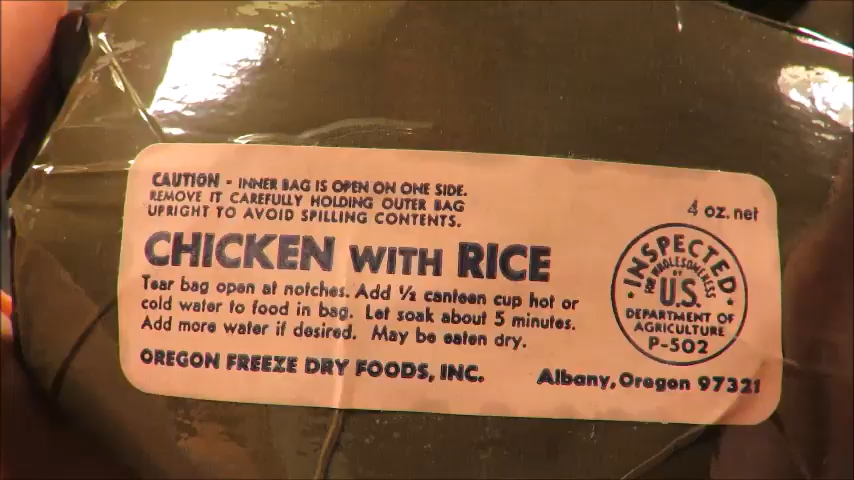 CAUTION - INNER BAG IS OPEN ON ONE SIDE.
REMOVE IT CAREFULLY HOLDING OUTER BAG
UPRIGHT TO AVOID SPILLING CONTENTS.
4 oz. net
CHICKEN WITH RICE
Tear bag open at notches. Add ½ canteen cup hot or
cold water to food in bag. Let soak about 5 minutes.
Add more water if desired. May be eaten dry.
INSPECTED
FOR WHOLESOMENESS
BY
U.S.
DEPARTMENT OF
AGRICULTURE
P-502
OREGON FREEZE DRY FOODS, INC.
Albany, Oregon 97321